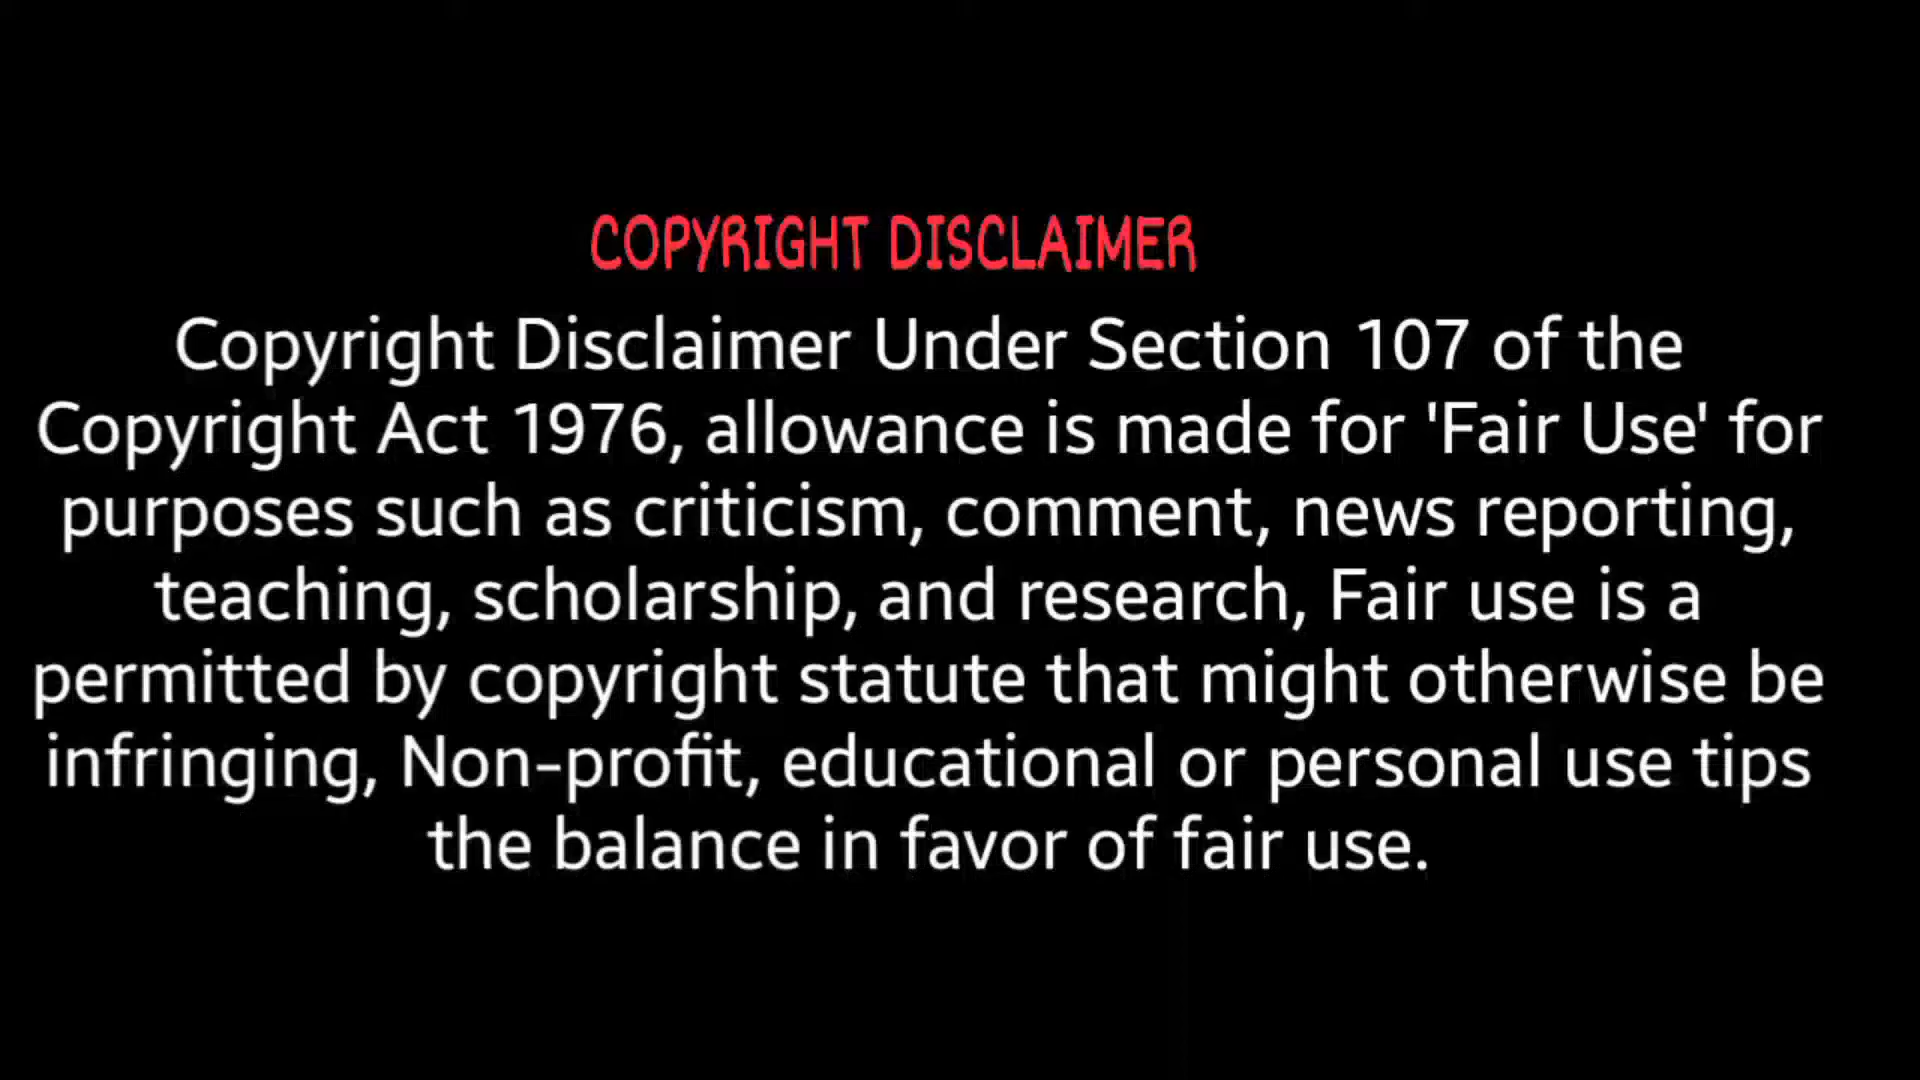 COPYRIGHT DISCLAIMER
Copyright Disclaimer Under Section 107 of the
Copyright Act 1976, allowance is made for 'Fair Use' for
purposes such as criticism, comment, news reporting,
teaching, scholarship, and research, Fair use is a
permitted by copyright statute that might otherwise be
infringing, Non-profit, educational or personal use tips
the balance in favor of fair use.